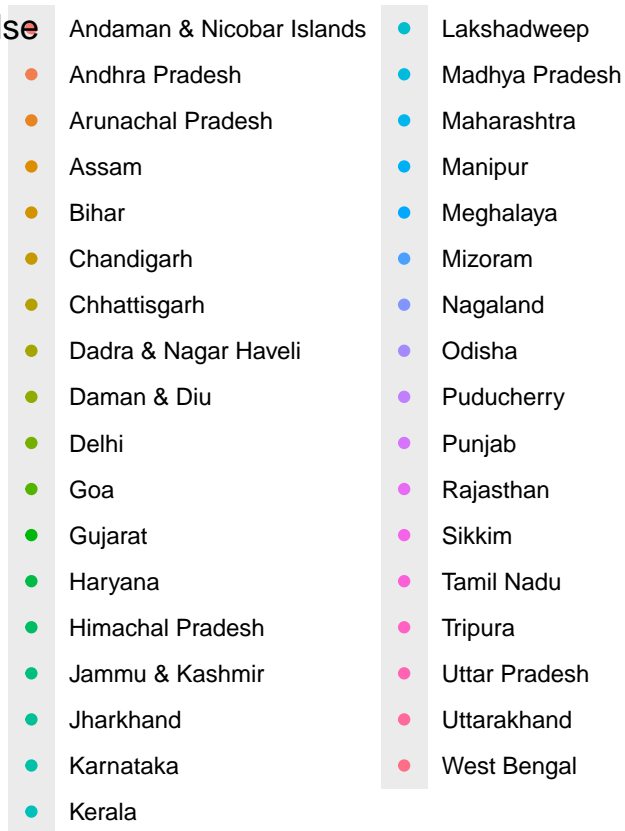 lse
Andaman & Nicobar Islands
Andhra Pradesh
Arunachal Pradesh
Assam
Bihar
Chandigarh
Chhattisgarh
Dadra & Nagar Haveli
Daman & Diu
Delhi
Goa
Gujarat
Haryana
Himachal Pradesh
Jammu & Kashmir
Jharkhand
Karnataka
Kerala
Lakshadweep
Madhya Pradesh
Maharashtra
Manipur
Meghalaya
Mizoram
Nagaland
Odisha
Puducherry
Punjab
Rajasthan
Sikkim
Tamil Nadu
Tripura
Uttar Pradesh
Uttarakhand
West Bengal